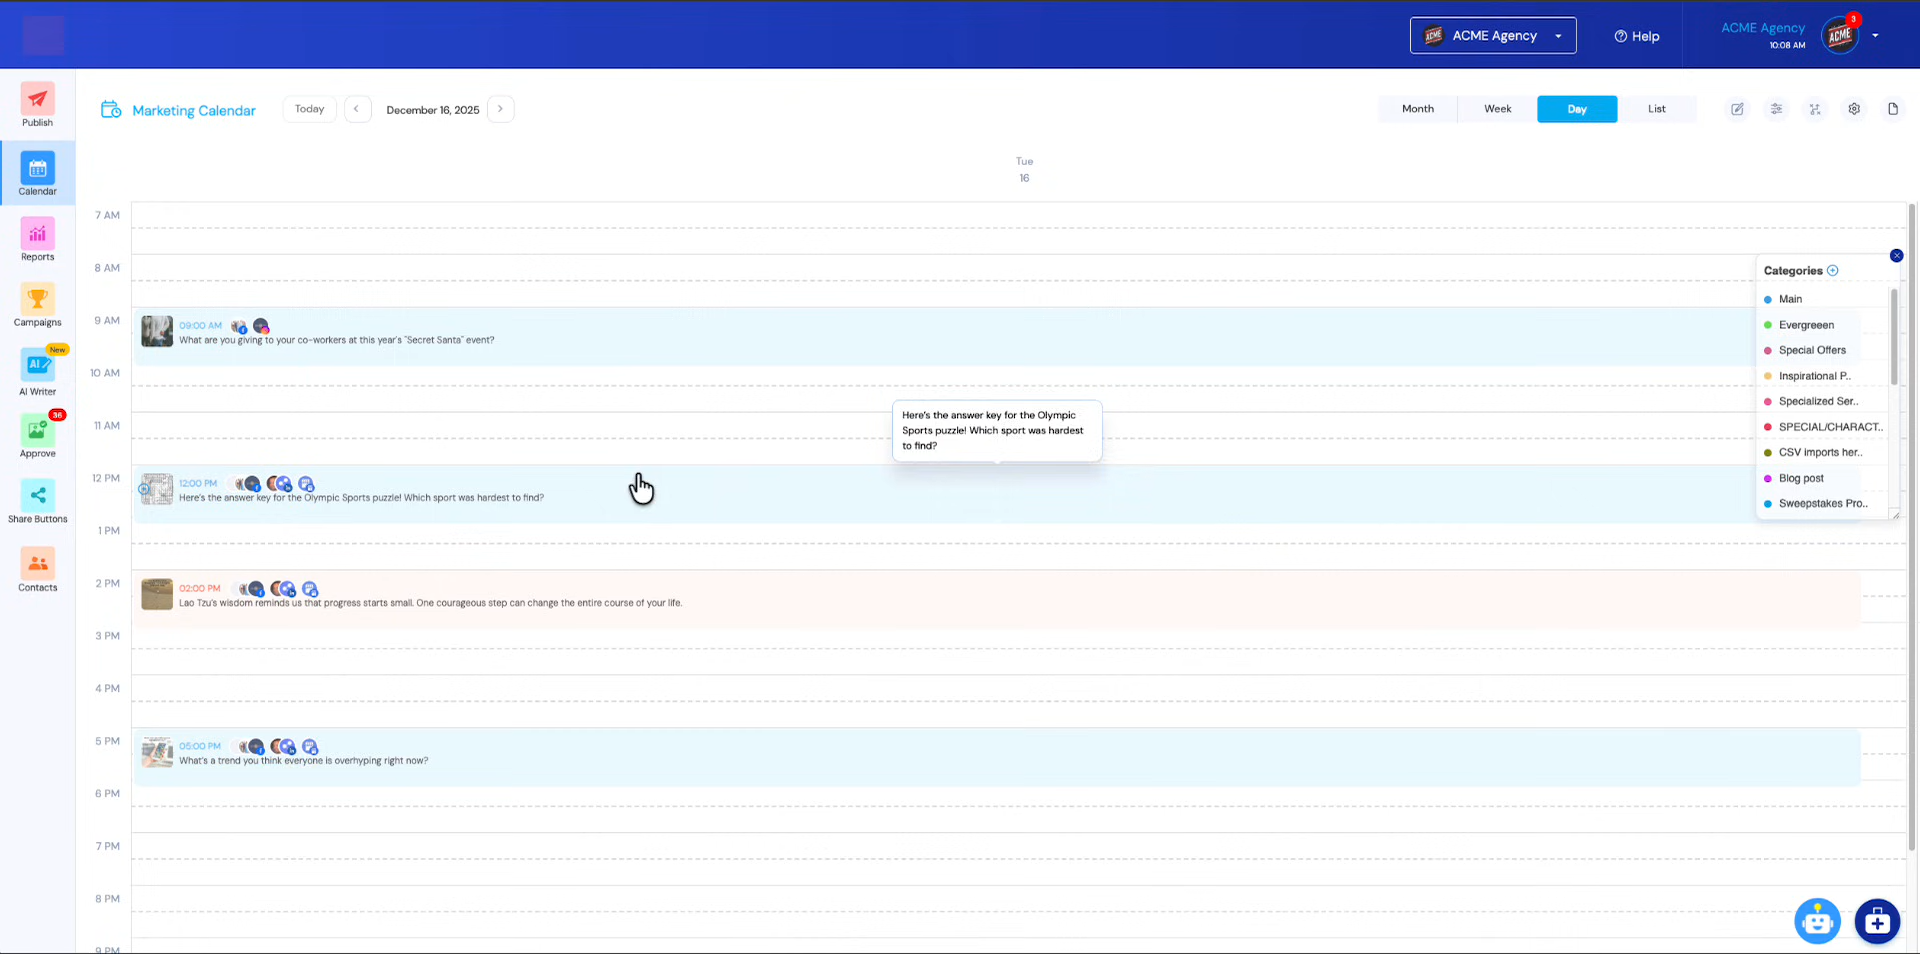 ACME Agency
Help
ACME Agency
10:08 AM
3
Publish
Calendar
Reports
Campaigns
New
AI Writer
36
Approve
Share Buttons
Contacts
Marketing Calendar
Today
December 16, 2025
Month
Week
Day
List
Tue
16
7 AM
8 AM
9 AM
09:00 AM
What are you giving to your co-workers at this year's "Secret Santa" event?
10 AM
11 AM
Here's the answer key for the Olympic
Sports puzzle! Which sport was hardest
to find?
12 PM
12:00 PM
Here's the answer key for the Olympic Sports puzzle! Which sport was hardest to find?
1 PM
2 PM
02:00 PM
Lao Tzu's wisdom reminds us that progress starts small. One courageous step can change the entire course of your life.
3 PM
4 PM
5 PM
05:00 PM
What's a trend you think everyone is overhyping right now?
6 PM
7 PM
8 PM
9 PM
Categories
Main
Evergreeen
Special Offers
Inspirational P..
Specialized Ser..
SPECIAL/CHARACT..
CSV imports her..
Blog post
Sweepstakes Pro..